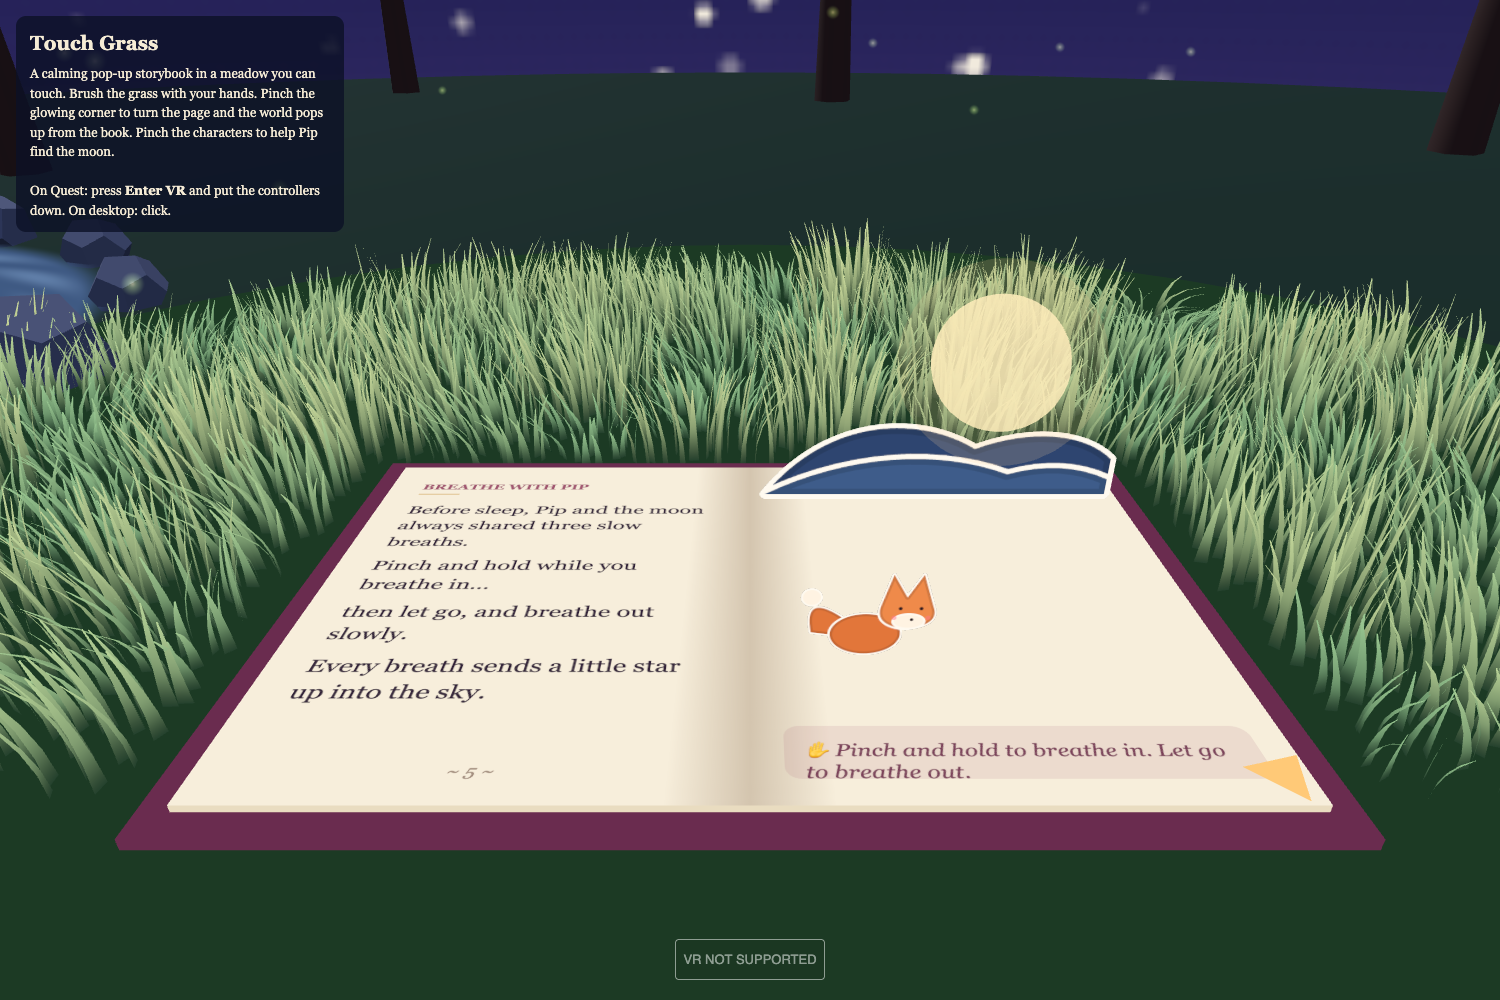 Touch Grass
A calming pop-up storybook in a meadow you can
touch. Brush the grass with your hands. Pinch the
glowing corner to turn the page and the world pops
up from the book. Pinch the characters to help Pip
find the moon.
On Quest: press Enter VR and put the controllers
down. On desktop: click.
BREATHE WITH PIP
Before sleep, Pip and the moon
always shared three slow
breaths.
Pinch and hold while you
breathe in...
then let go, and breathe out
slowly.
Every breath sends a little star
up into the sky.
~ 5 ~
🖐 Pinch and hold to breathe in. Let go
to breathe out.
VR NOT SUPPORTED